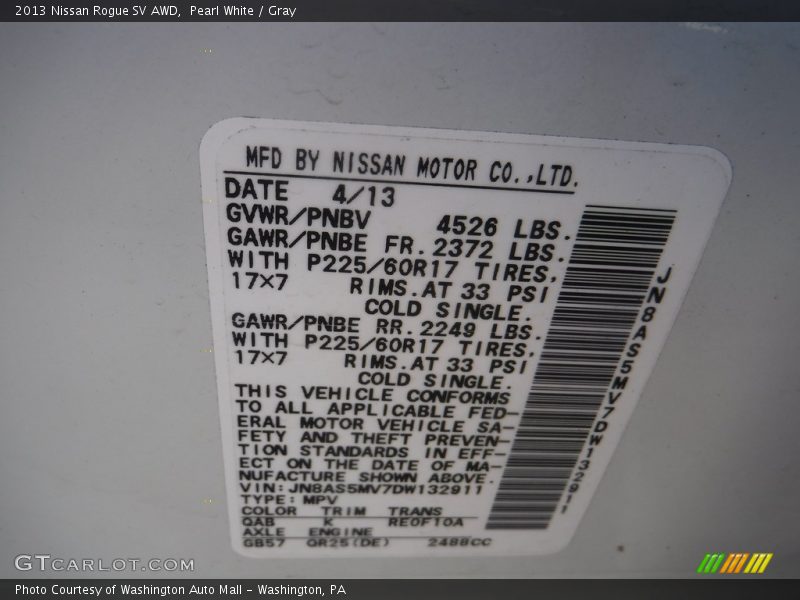 2013 Nissan Rogue SV AWD,  Pearl White / Gray
MFD BY NISSAN MOTOR CO.,LTD.
DATE 4/13
GVWR/PNBV 4526 LBS.
GAWR/PNBE FR. 2372 LBS.
WITH P225/60R17 TIRES,
17×7 RIMS.AT 33 PSI
COLD SINGLE.
GAWR/PNBE RR. 2249 LBS.
WITH P225/60R17 TIRES.
17×7 RIMS.AT 33 PSI
COLD SINGLE.
THIS VEHICLE CONFORMS
TO ALL APPLICABLE FED-
ERAL MOTOR VEHICLE SA-
FETY AND THEFT PREVEN-
TION STANDARDS IN EFF-
ECT ON THE DATE OF MA-
NUFACTURE SHOWN ABOVE.
VIN: JN8AS5MV7DW132911
TYPE: MPV
COLOR TRIM TRANS
QAB K RE0F10A
AXLE ENGINE
GB57 QR25(DE) 2488CC
JN8AS5MV7DW132911
GTCARLOT.COM
Photo Courtesy of Washington Auto Mall – Washington, PA